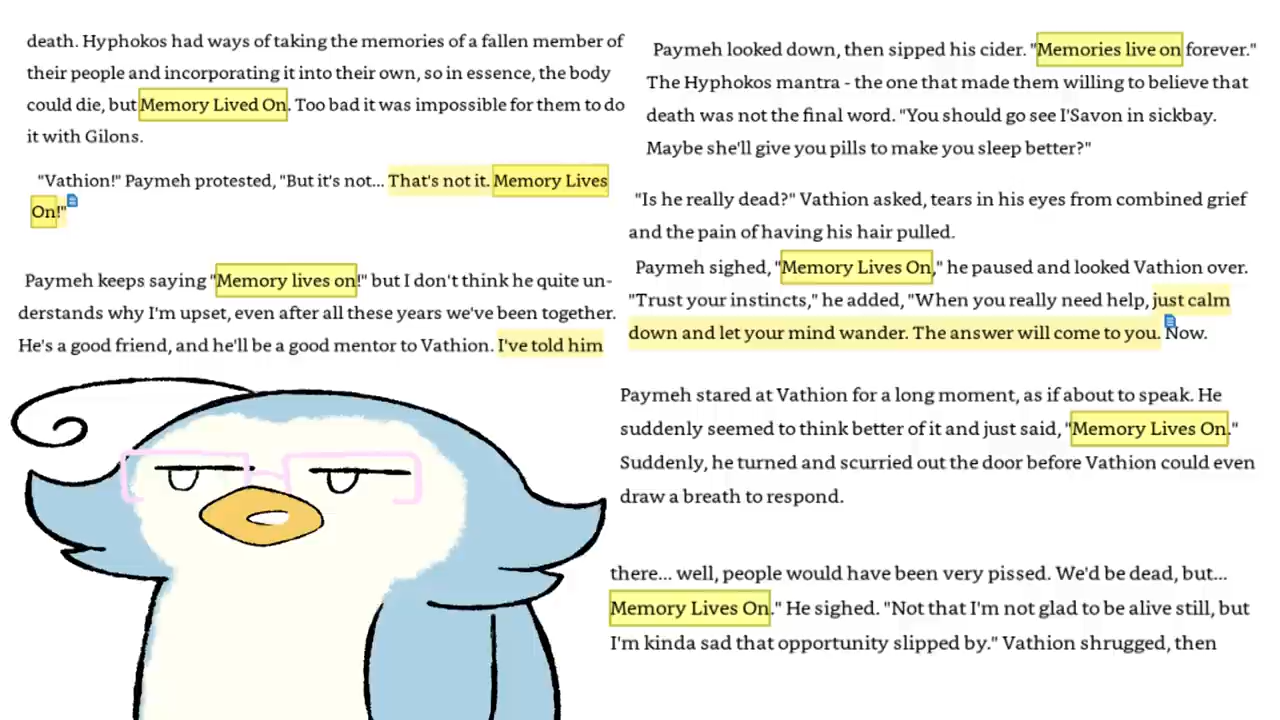 death. Hyphokos had ways of taking the memories of a fallen member of
their people and incorporating it into their own, so in essence, the body
could die, but Memory Lived On. Too bad it was impossible for them to do
it with Gilons.
"Vathion!" Paymeh protested, "But it's not... That's not it. Memory Lives
On!"
Paymeh keeps saying "Memory lives on!" but I don't think he quite un-
derstands why I'm upset, even after all these years we've been together.
He's a good friend, and he'll be a good mentor to Vathion. I've told him
Paymeh looked down, then sipped his cider. "Memories live on forever."
The Hyphokos mantra - the one that made them willing to believe that
death was not the final word. "You should go see I'Savon in sickbay.
Maybe she'll give you pills to make you sleep better?"
"Is he really dead?" Vathion asked, tears in his eyes from combined grief
and the pain of having his hair pulled.
Paymeh sighed, "Memory Lives On," he paused and looked Vathion over.
"Trust your instincts," he added, "When you really need help, just calm
down and let your mind wander. The answer will come to you. Now.
Paymeh stared at Vathion for a long moment, as if about to speak. He
suddenly seemed to think better of it and just said, "Memory Lives On."
Suddenly, he turned and scurried out the door before Vathion could even
draw a breath to respond.
there... well, people would have been very pissed. We'd be dead, but...
Memory Lives On." He sighed. "Not that I'm not glad to be alive still, but
I'm kinda sad that opportunity slipped by." Vathion shrugged, then